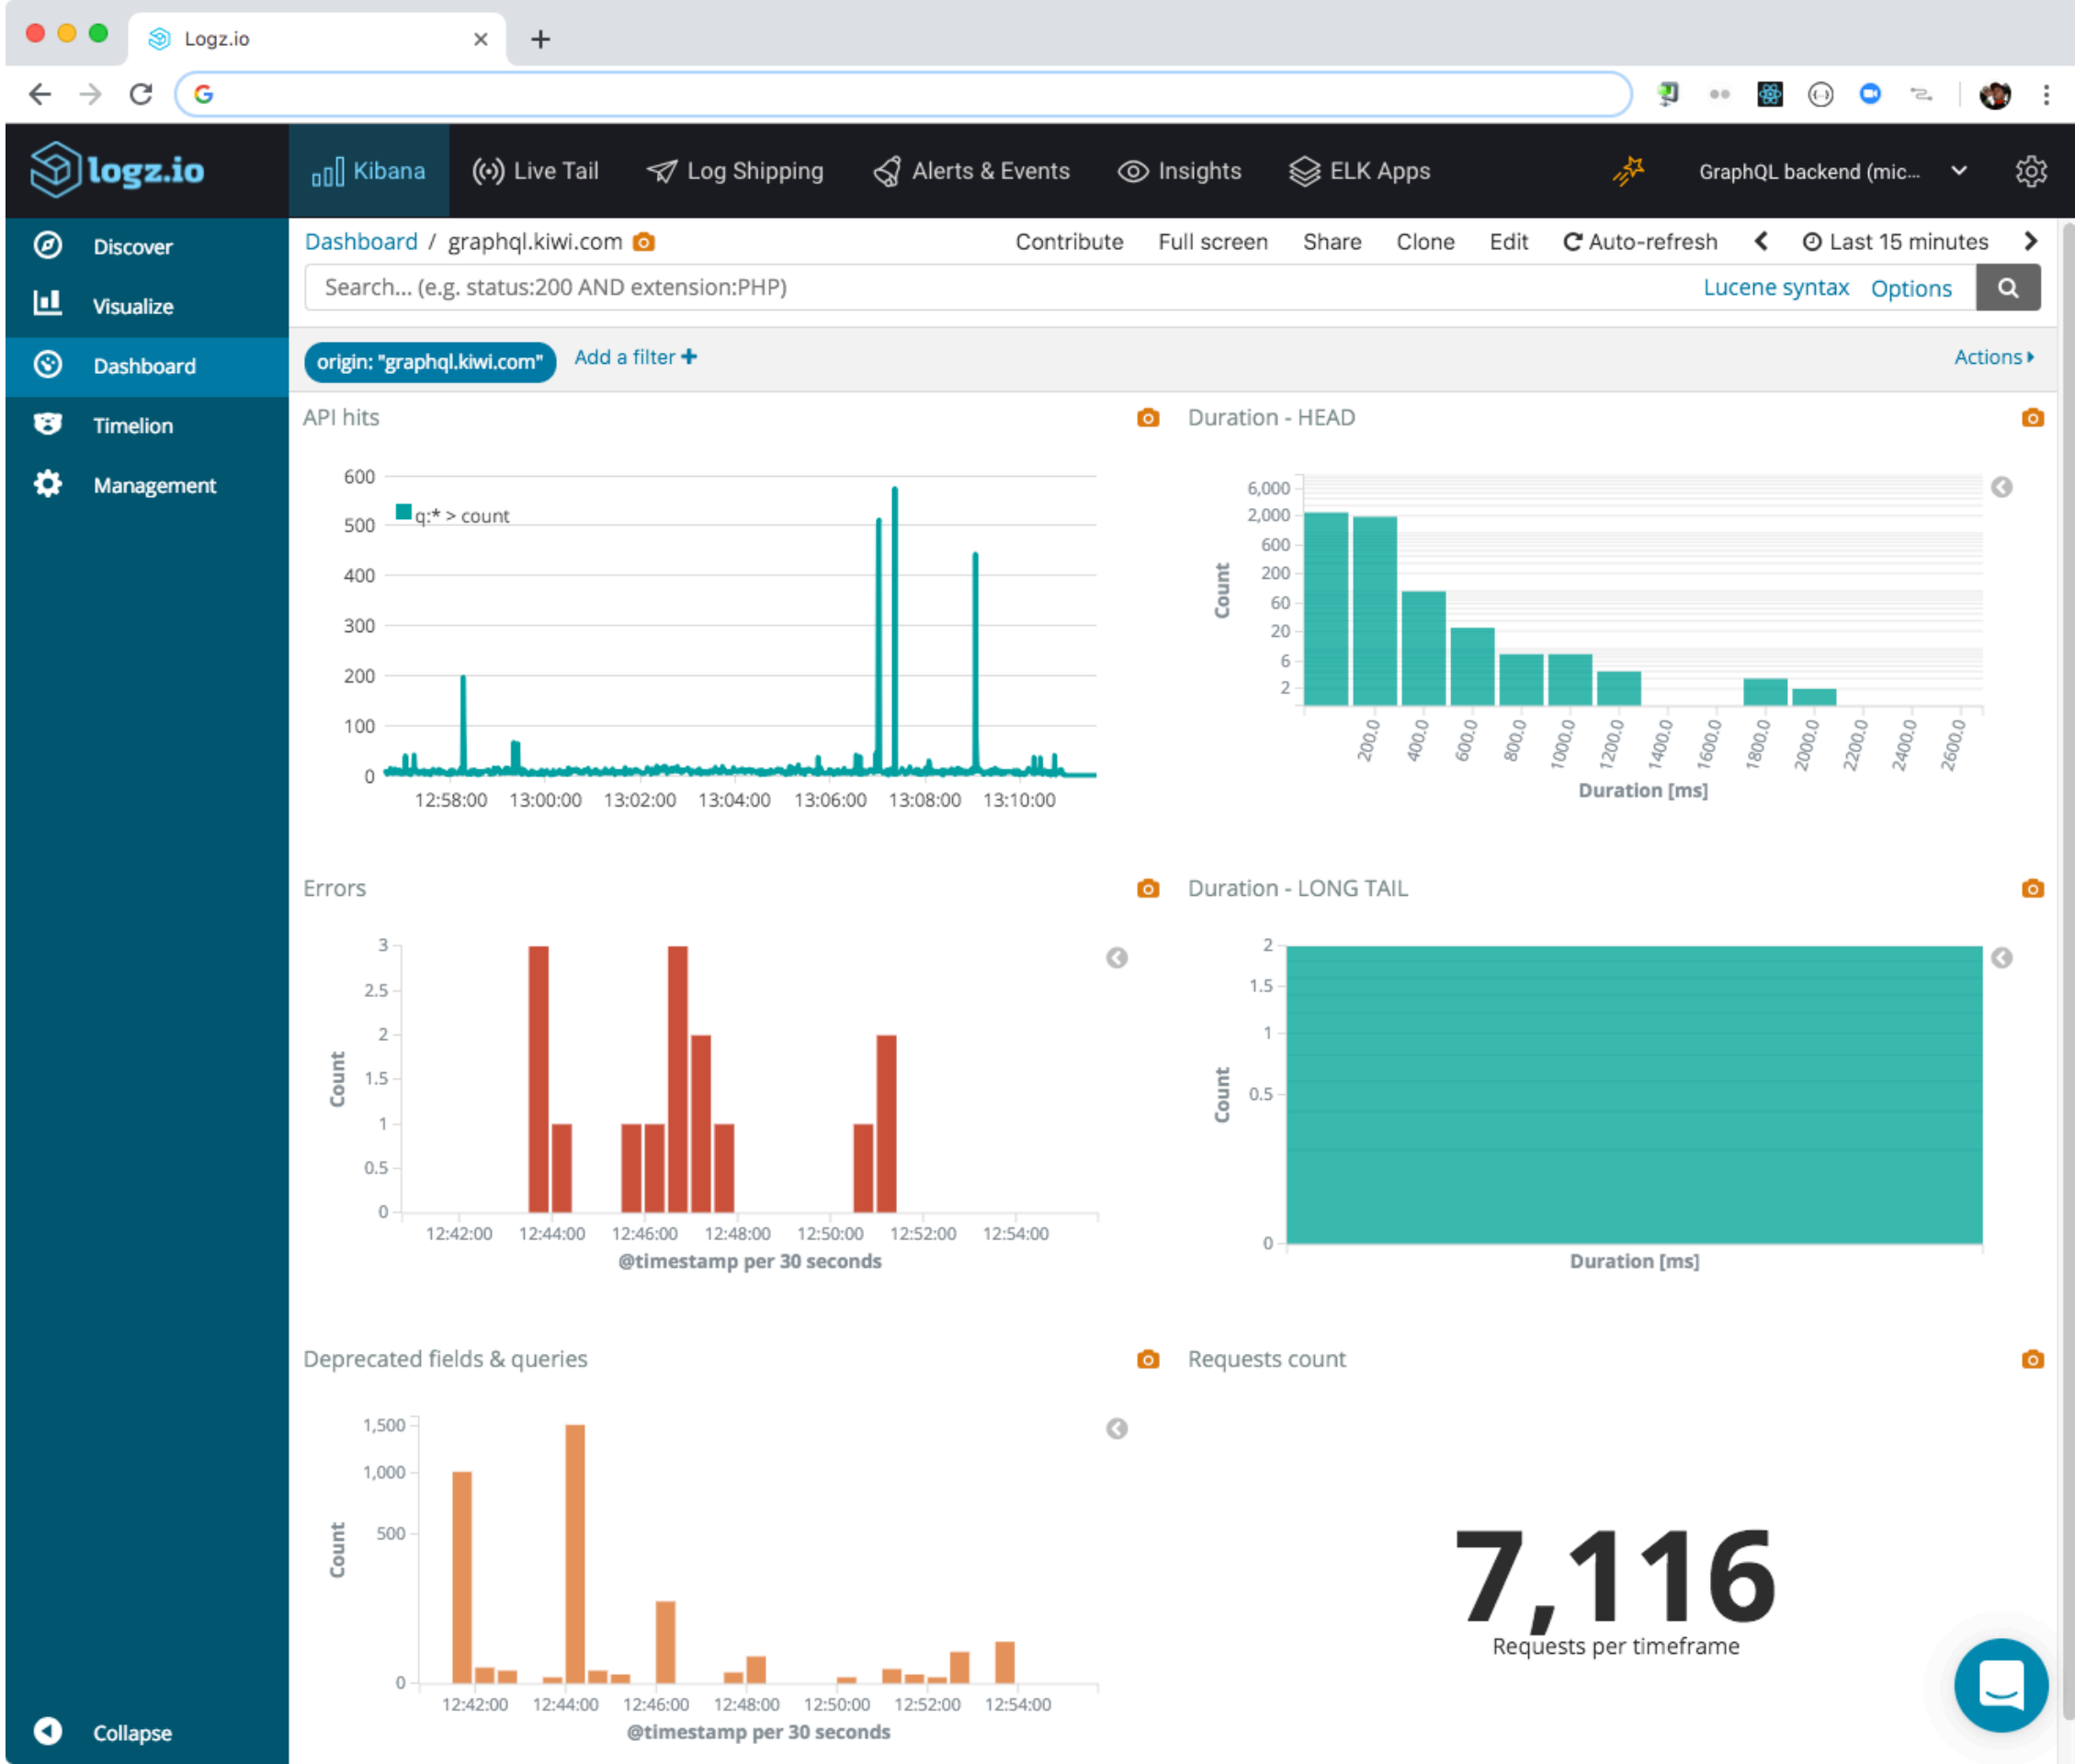 Logz.io
logz.io
Kibana
Live Tail
Log Shipping
Alerts & Events
Insights
ELK Apps
GraphQL backend (mic...
Discover
Visualize
Dashboard
Timelion
Management
Collapse
Dashboard / graphql.kiwi.com
Contribute
Full screen
Share
Clone
Edit
Auto-refresh
Last 15 minutes
Search... (e.g. status:200 AND extension:PHP)
Lucene syntax
Options
origin: "graphql.kiwi.com"
Add a filter +
Actions
API hits
600
500
400
300
200
100
0
q:* > count
12:58:00 13:00:00 13:02:00 13:04:00 13:06:00 13:08:00 13:10:00
Duration - HEAD
6,000
2,000
600
200
60
20
6
2
Count
200.0 400.0 600.0 800.0 1000.0 1200.0 1400.0 1600.0 1800.0 2000.0 2200.0 2400.0 2600.0
Duration [ms]
Errors
3
2.5
2
1.5
1
0.5
0
Count
12:42:00 12:44:00 12:46:00 12:48:00 12:50:00 12:52:00 12:54:00
@timestamp per 30 seconds
Duration - LONG TAIL
2
1.5
1
0.5
0
Count
Duration [ms]
Deprecated fields & queries
1,500
1,000
500
0
Count
12:42:00 12:44:00 12:46:00 12:48:00 12:50:00 12:52:00 12:54:00
@timestamp per 30 seconds
Requests count
7,116
Requests per timeframe